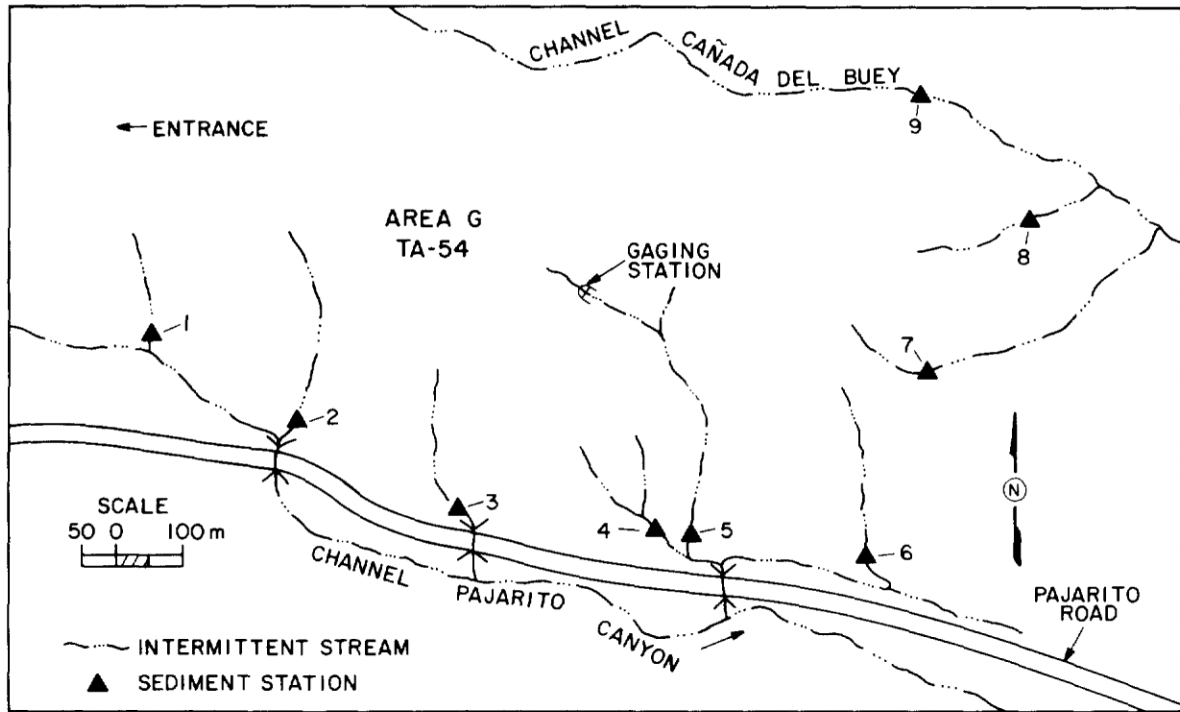 CHANNEL CAÑADA DEL BUEY
9
← ENTRANCE
AREA G
TA-54
8
GAGING
STATION
1
7
2
N
SCALE
50 0 100 m
3
4
5
6
CHANNEL PAJARITO CANYON
PAJARITO
ROAD
INTERMITTENT STREAM
SEDIMENT STATION